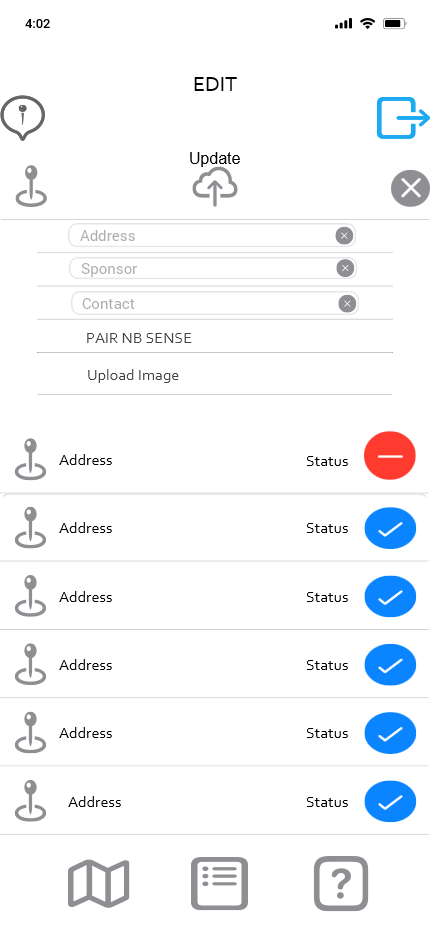 4:02
EDIT
Update
Address
Sponsor
Contact
PAIR NB SENSE
Upload Image
Address Status
Address Status
Address Status
Address Status
Address Status
Address Status
?